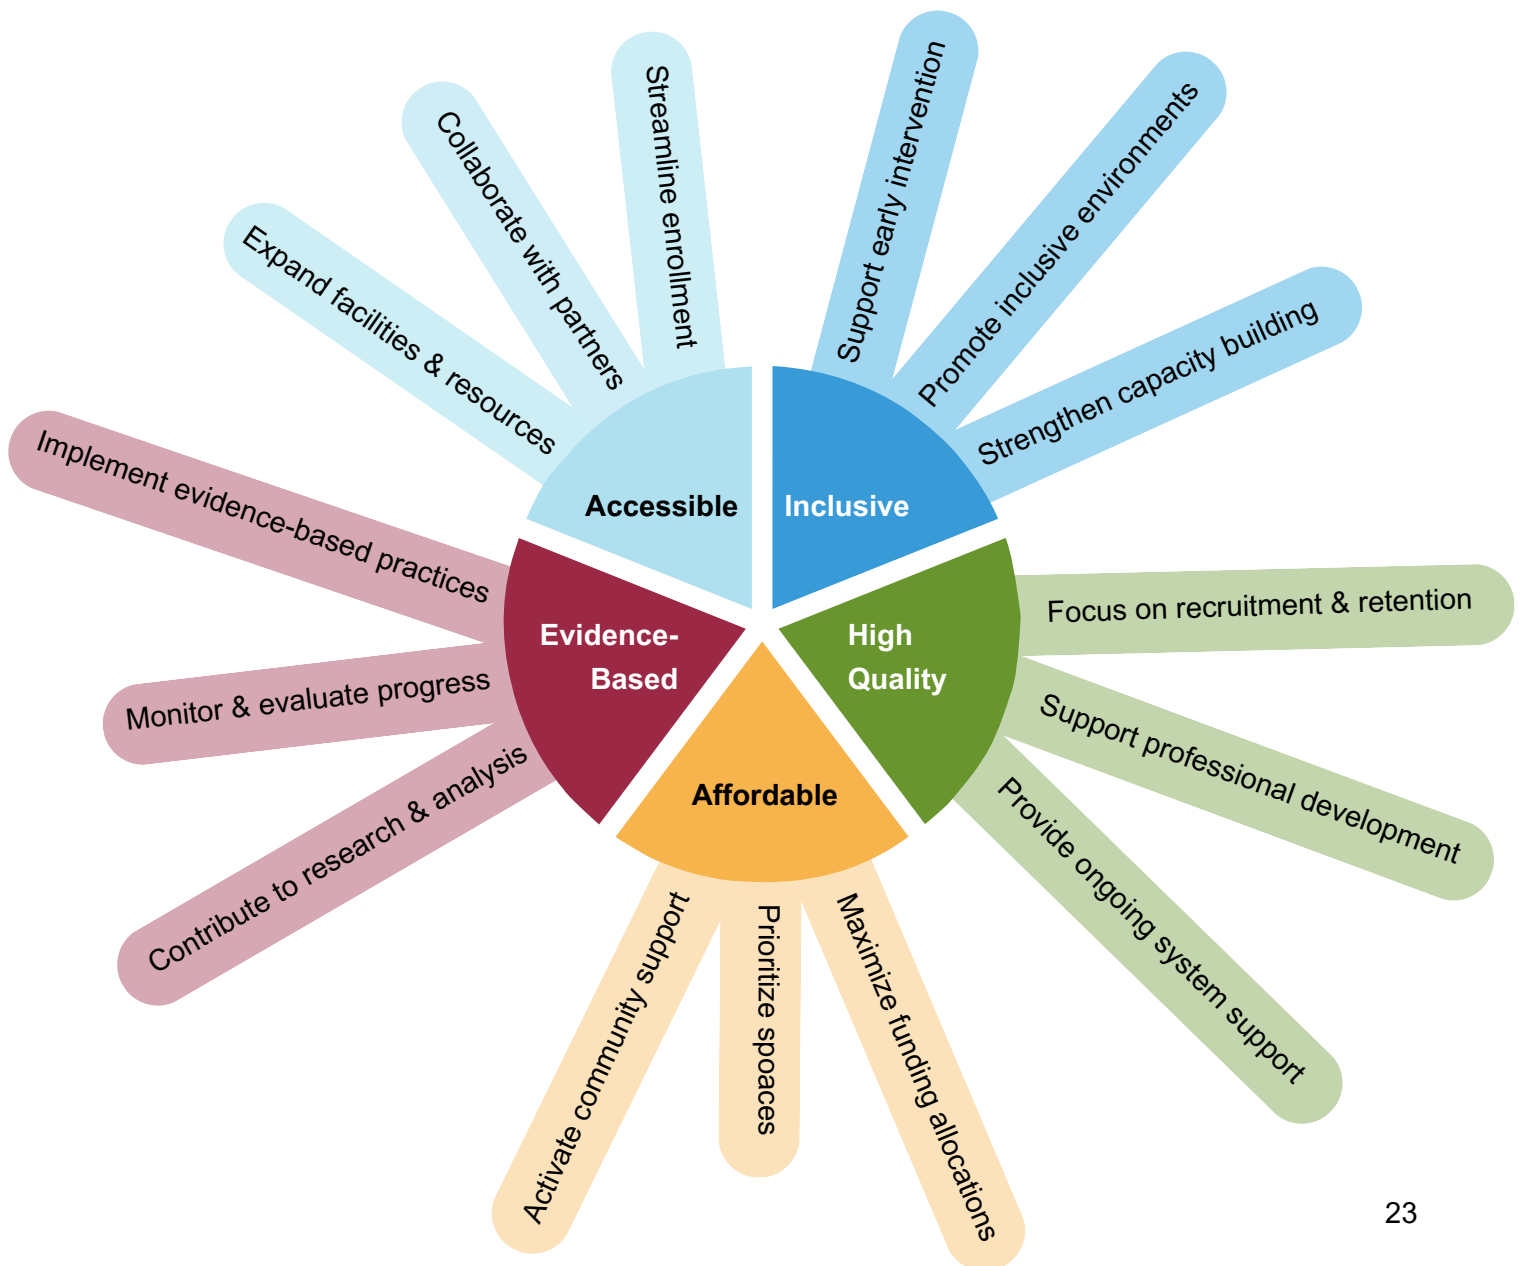 Streamline enrollment
Collaborate with partners
Expand facilities & resources
Accessible
Support early intervention
Promote inclusive environments
Strengthen capacity building
Inclusive
Focus on recruitment & retention
Support professional development
Provide ongoing system support
High
Quality
Maximize funding allocations
Prioritize spoaces
Activate community support
Affordable
Implement evidence-based practices
Monitor & evaluate progress
Contribute to research & analysis
Evidence-
Based
23